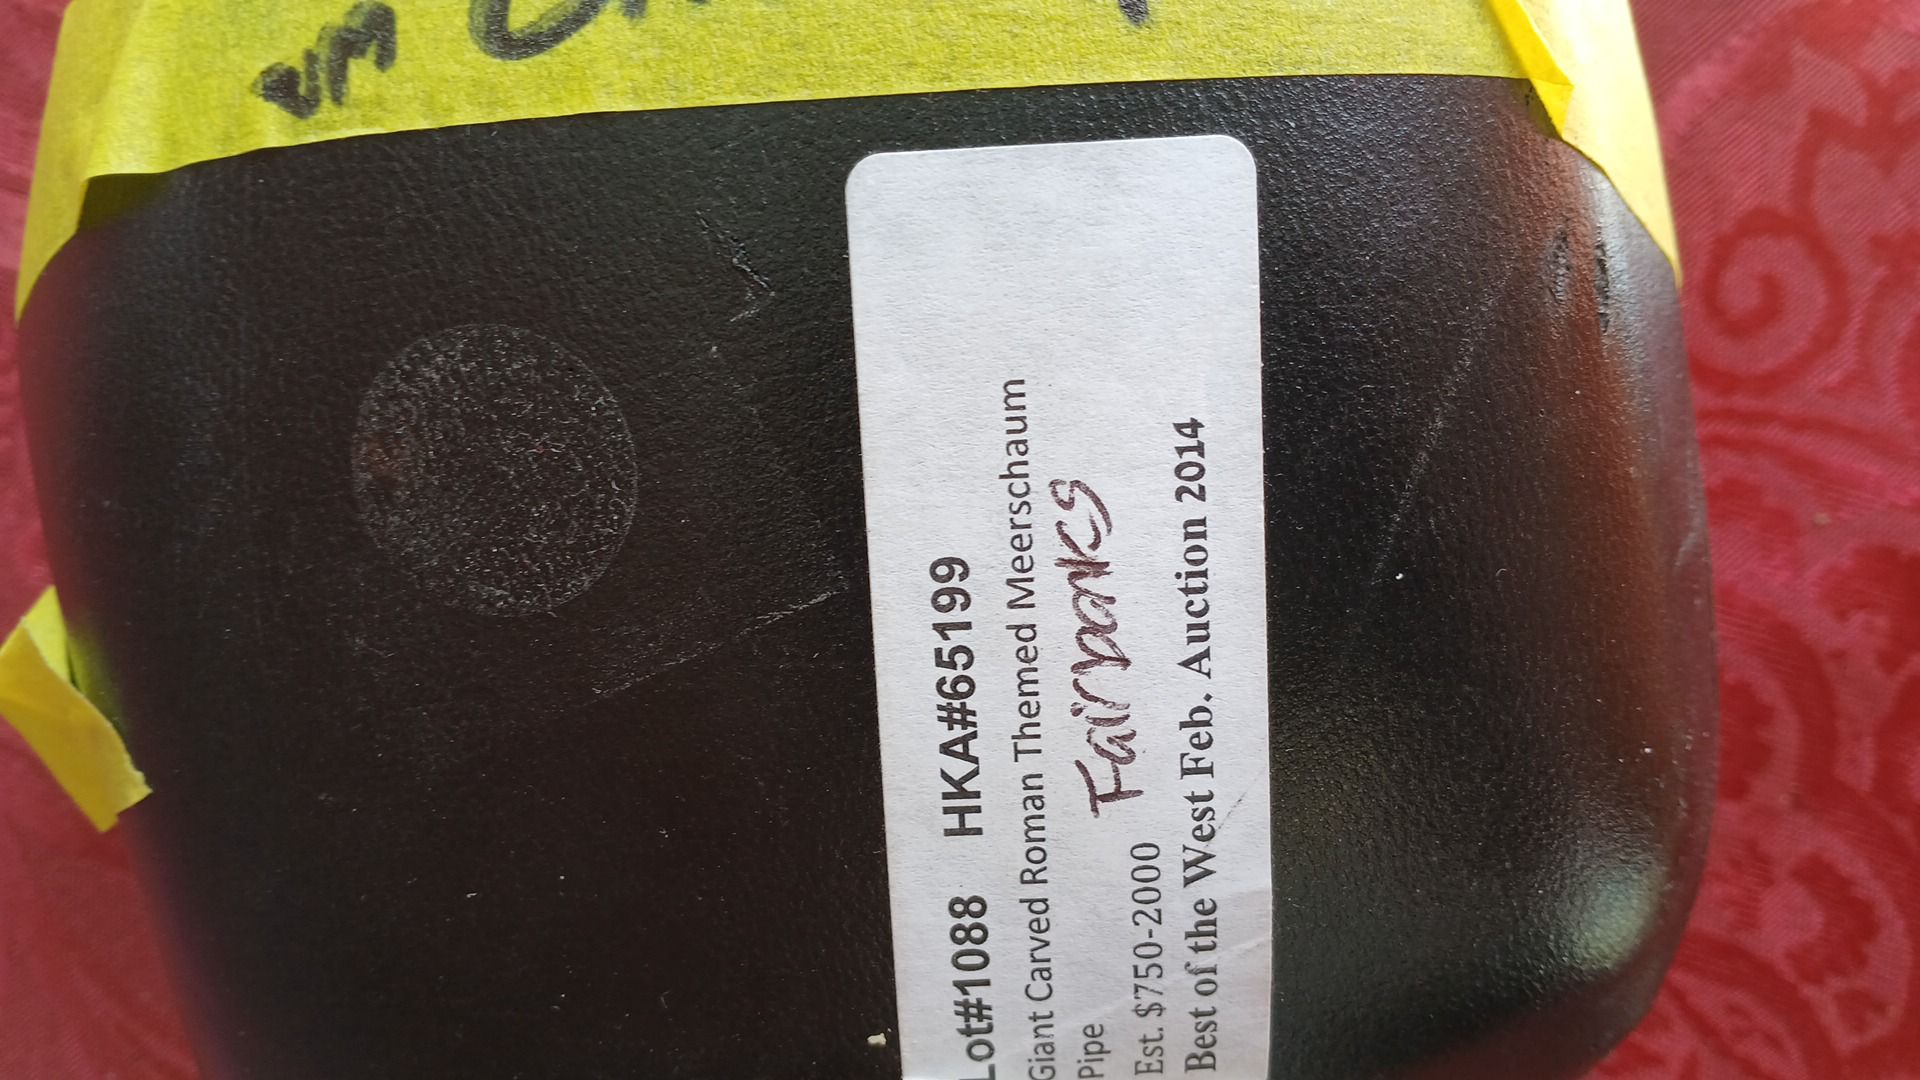 Lot#1088 HKA#65199
Giant Carved Roman Themed Meerschaum
Pipe
Fairbanks
Est. $750-2000
Best of the West Feb. Auction 2014